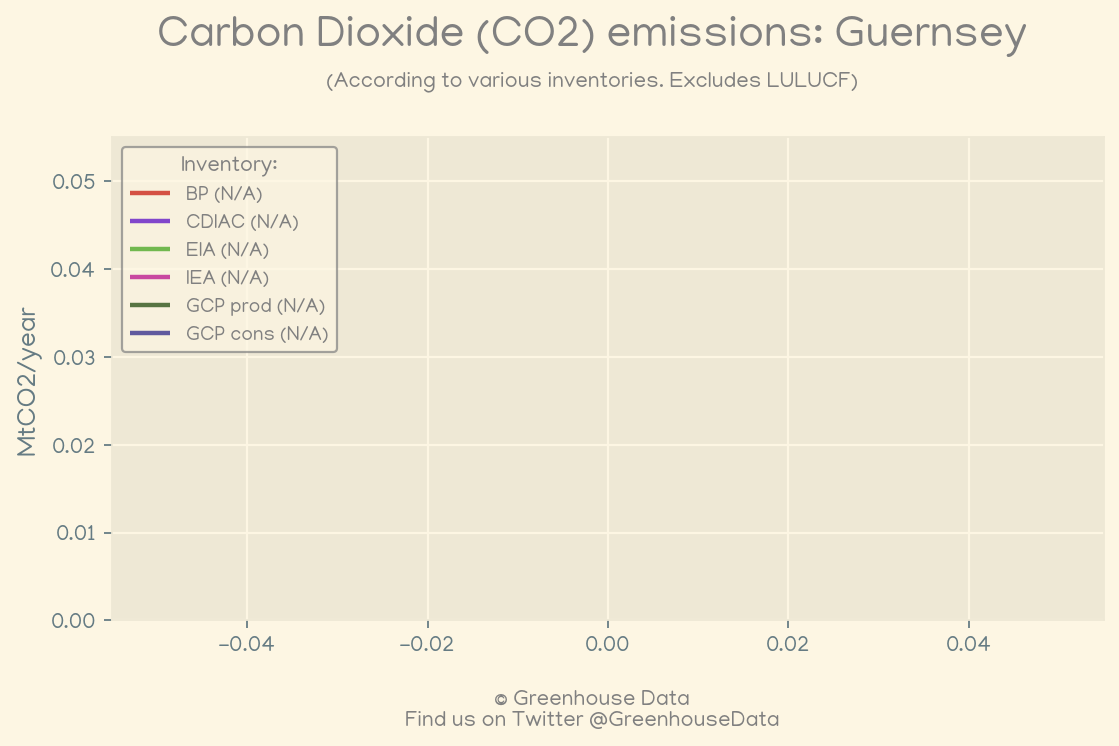 Carbon Dioxide (CO2) emissions: Guernsey
(According to various inventories. Excludes LULUCF)
Inventory:
BP (N/A)
CDIAC (N/A)
EIA (N/A)
IEA (N/A)
GCP prod (N/A)
GCP cons (N/A)
MtCO2/year
0.05
0.04
0.03
0.02
0.01
0.00
-0.04
-0.02
0.00
0.02
0.04
© Greenhouse Data
Find us on Twitter @GreenhouseData